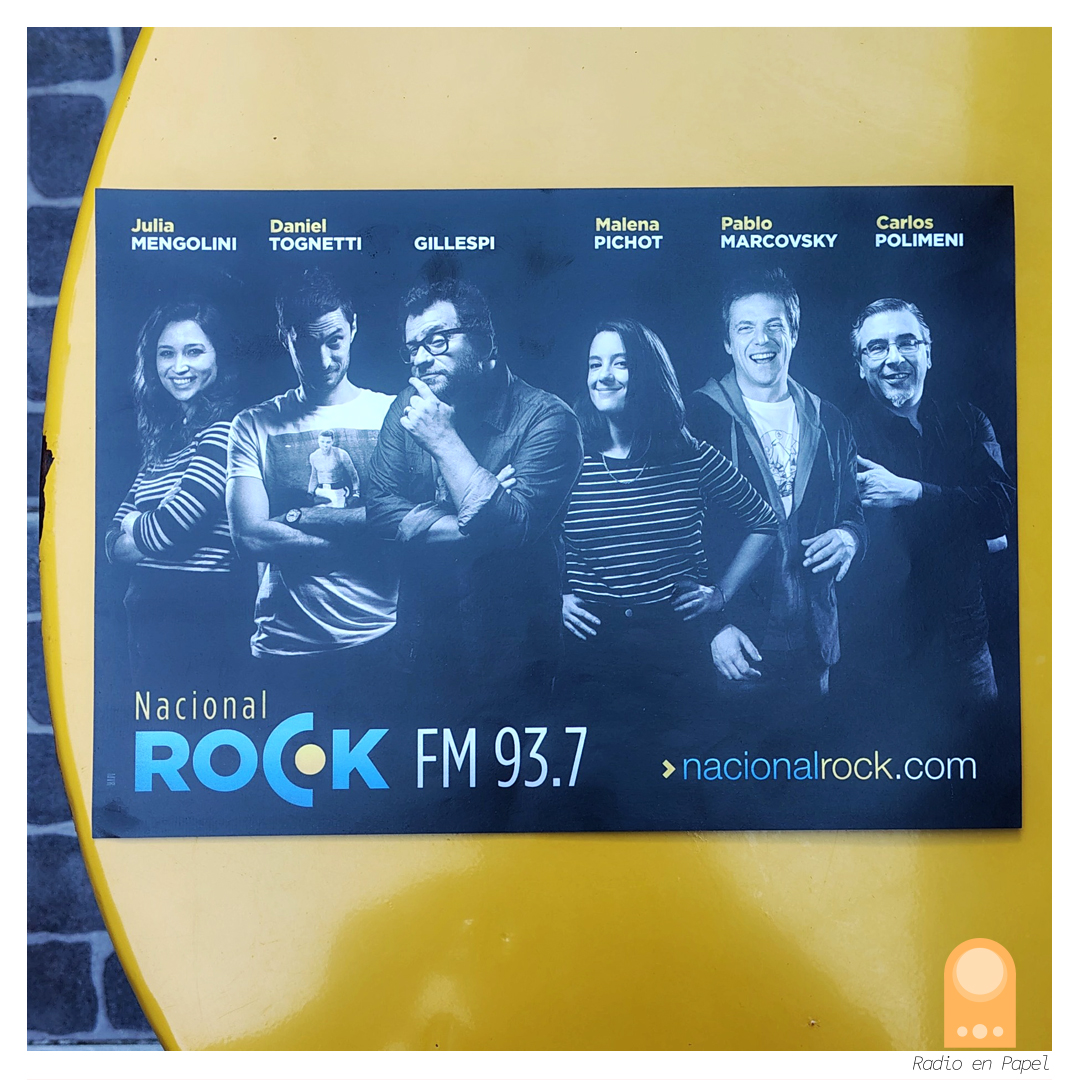 Julia
MENGOLINI
Daniel
TOGNETTI
GILLESPI
Malena
PICHOT
Pablo
MARCOVSKY
Carlos
POLIMENI
Nacional
ROCK FM 93.7
nacionalrock.com
Radio en Papel